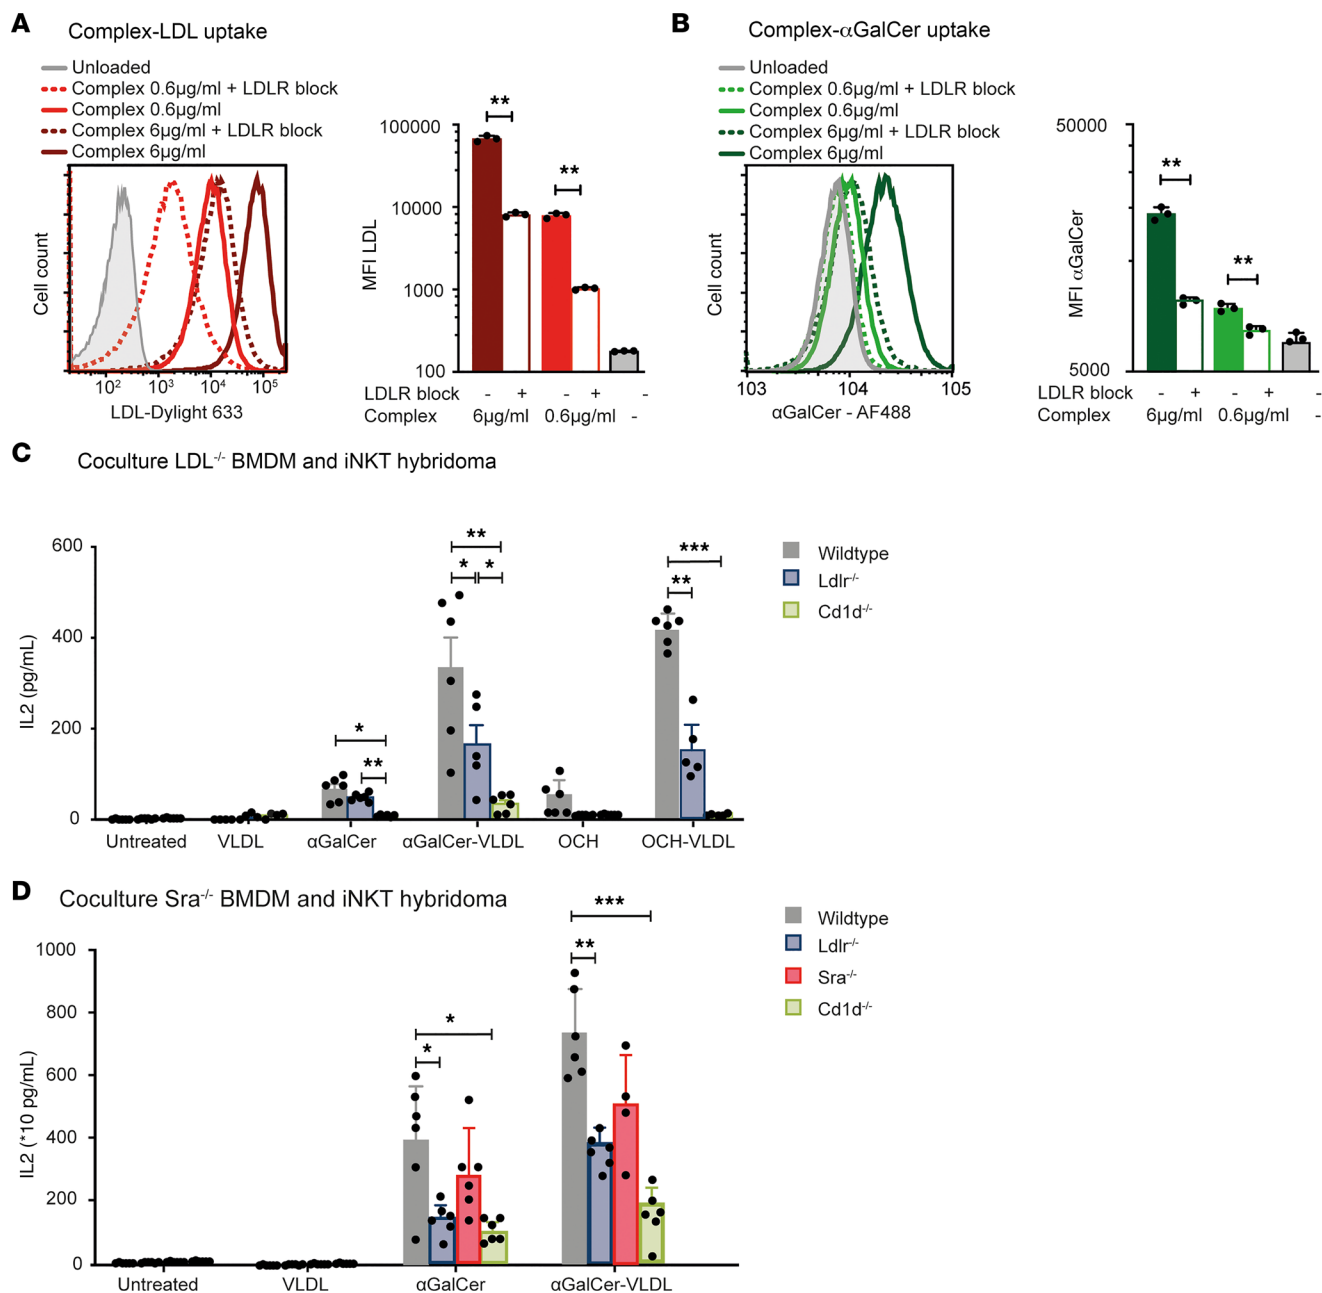 A Complex-LDL uptake
Unloaded
Complex 0.6µg/ml + LDLR block
Complex 0.6µg/ml
Complex 6µg/ml + LDLR block
Complex 6µg/ml
Cell count
10² 10³ 10⁴ 10⁵
LDL-Dylight 633
MFI LDL
100000
10000
1000
100
**
**
LDLR block - + - + -
Complex 6µg/ml 0.6µg/ml -
B Complex-αGalCer uptake
Unloaded
Complex 0.6µg/ml + LDLR block
Complex 0.6µg/ml
Complex 6µg/ml + LDLR block
Complex 6µg/ml
Cell count
103 104 105
αGalCer - AF488
MFI αGalCer
50000
5000
**
**
LDLR block - + - + -
Complex 6µg/ml 0.6µg/ml -
C Coculture LDL⁻/⁻ BMDM and iNKT hybridoma
IL2 (pg/mL)
600
400
200
0
* ** ** * * *** **
Untreated VLDL αGalCer αGalCer-VLDL OCH OCH-VLDL
Wildtype
Ldlr⁻/⁻
Cd1d⁻/⁻
D Coculture Sra⁻/⁻ BMDM and iNKT hybridoma
IL2 (*10 pg/mL)
1000
800
600
400
200
0
* * *** **
Untreated VLDL αGalCer αGalCer-VLDL
Wildtype
Ldlr⁻/⁻
Sra⁻/⁻
Cd1d⁻/⁻